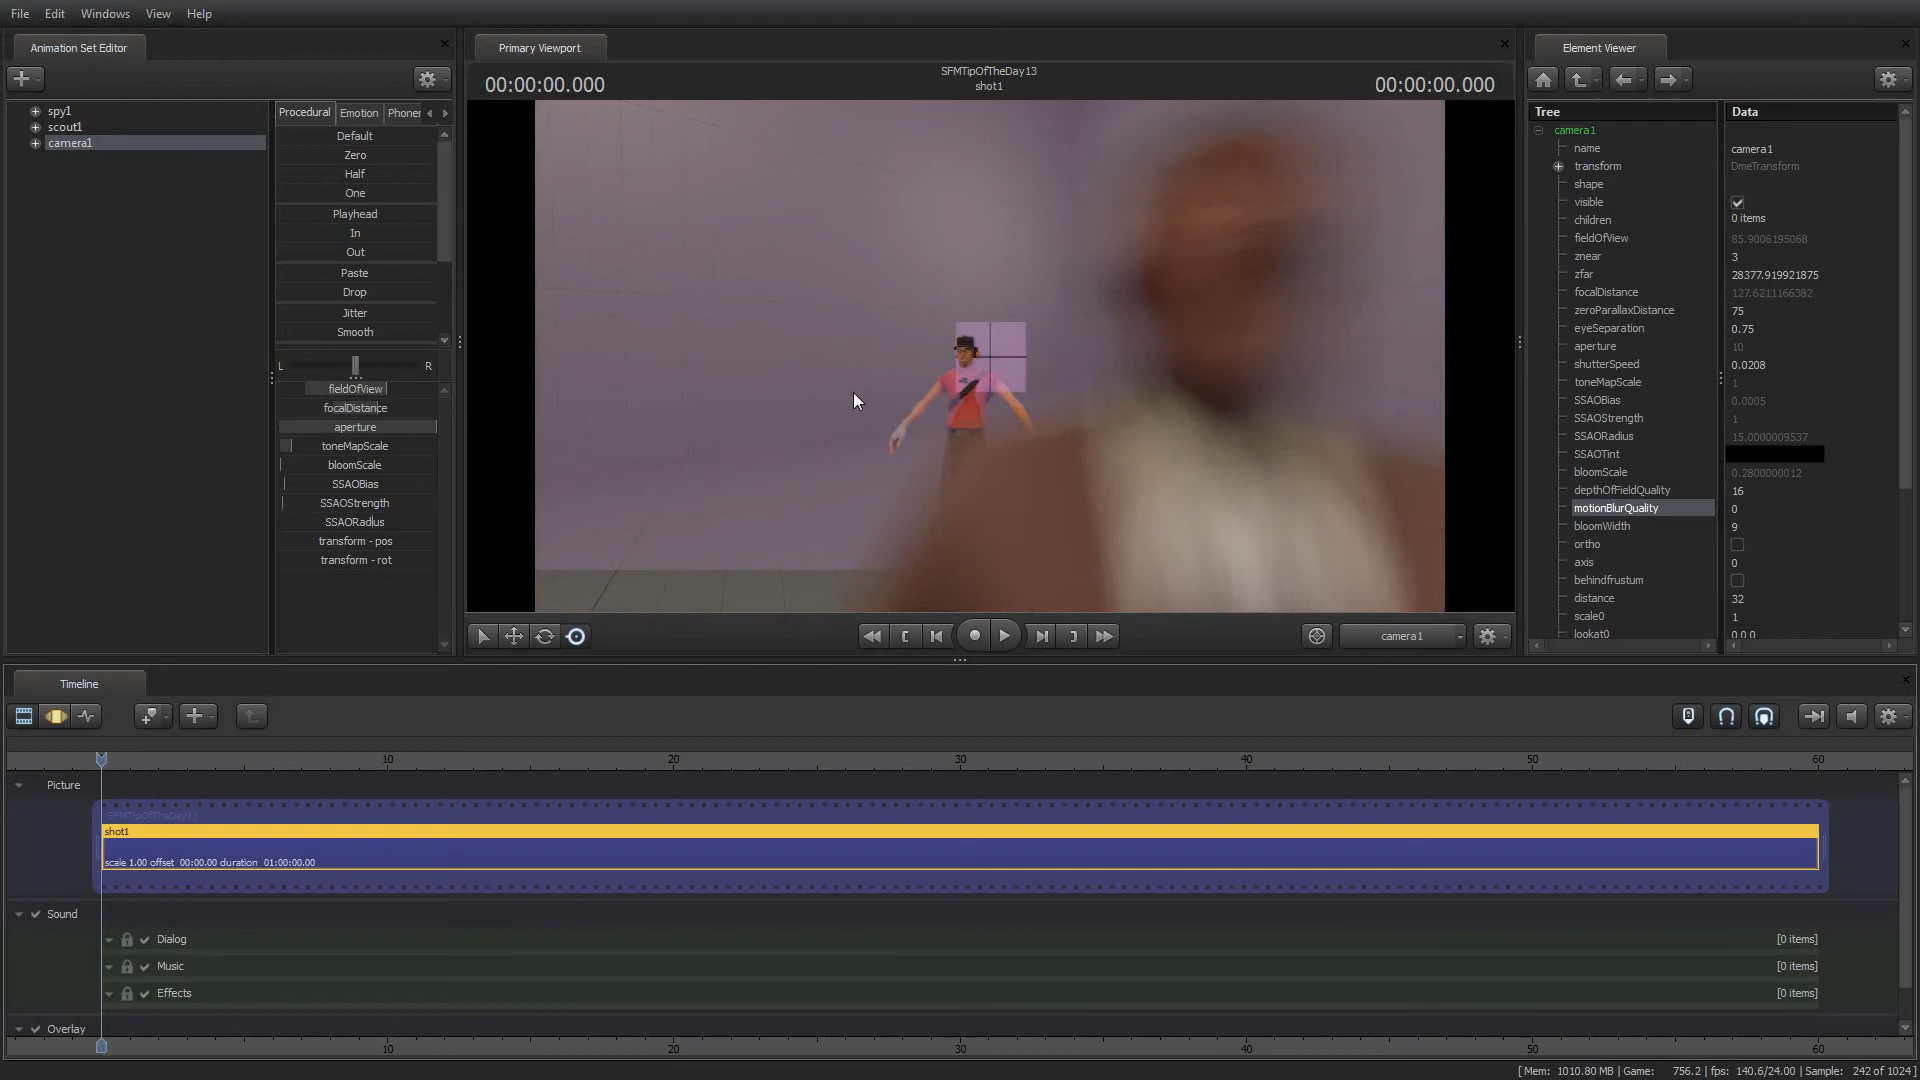 File Edit Windows View Help
Animation Set Editor
spy1
scout1
camera1
Procedural Emotion Phoner
Default
Zero
Half
One
Playhead
In
Out
Paste
Drop
Jitter
Smooth
L R
fieldOfView
focalDistance
aperture
toneMapScale
bloomScale
SSAOBias
SSAOStrength
SSAORadius
transform - pos
transform - rot
Primary Viewport
00:00:00.000
SFMTipOfTheDay13
shot1
00:00:00.000
camera1
Element Viewer
Tree Data
camera1
name camera1
transform DmeTransform
shape
visible
children 0 items
fieldOfView 85.9006195068
znear 3
zfar 28377.919921875
focalDistance 127.6211166382
zeroParallaxDistance 75
eyeSeparation 0.75
aperture 10
shutterSpeed 0.0208
toneMapScale 1
SSAOBias 0.0005
SSAOStrength 1
SSAORadius 15.0000009537
SSAOTint
bloomScale 0.2800000012
depthOfFieldQuality 16
motionBlurQuality 0
bloomWidth 9
ortho
axis 0
behindfrustum
distance 32
scale0 1
lookat0 0 0 0
Timeline
10 20 30 40 50 60
Picture
SFMTipOfTheDay13
shot1
scale 1.00 offset 00:00.00 duration 01:00:00.00
Sound
Dialog [0 items]
Music [0 items]
Effects [0 items]
Overlay
10 20 30 40 50 60
[ Mem: 1010.80 MB | Game: 756.2 | fps: 140.6/24.00 | Sample: 242 of 1024 ]